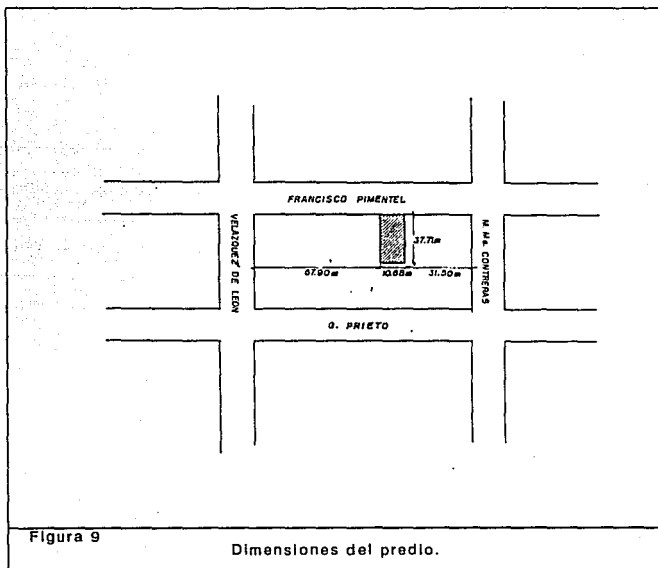 FRANCISCO PIMENTEL
VELAZQUEZ DE LEON
M. Ma. CONTRERAS
37.71m
67.90m
10.68m
31.50m
G. PRIETO
Figura 9
Dimensiones del predio.